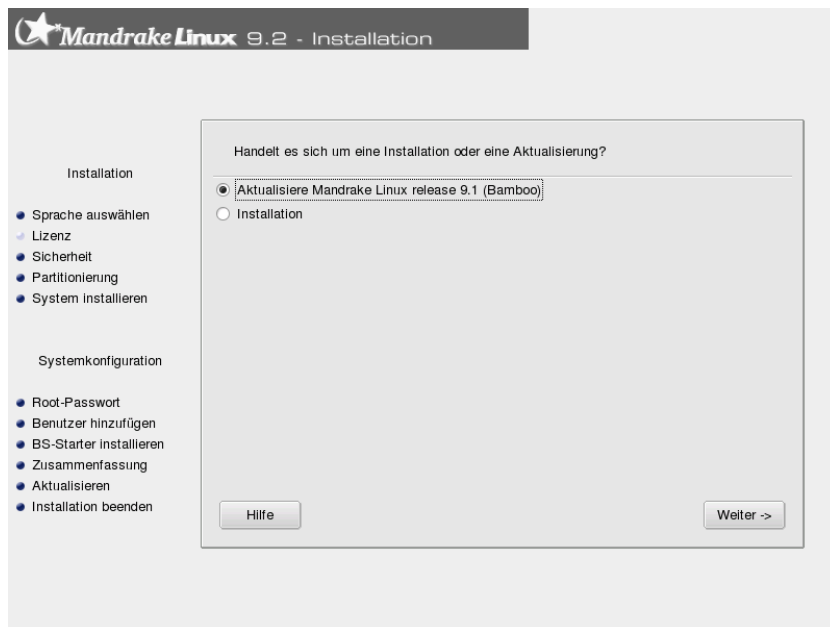 Mandrake Linux 9.2 - Installation
Handelt es sich um eine Installation oder eine Aktualisierung?
Aktualisiere Mandrake Linux release 9.1 (Bamboo)
Installation
Installation
Sprache auswählen
Lizenz
Sicherheit
Partitionierung
System installieren
Systemkonfiguration
Root-Passwort
Benutzer hinzufügen
BS-Starter installieren
Zusammenfassung
Aktualisieren
Installation beenden
Hilfe
Weiter ->